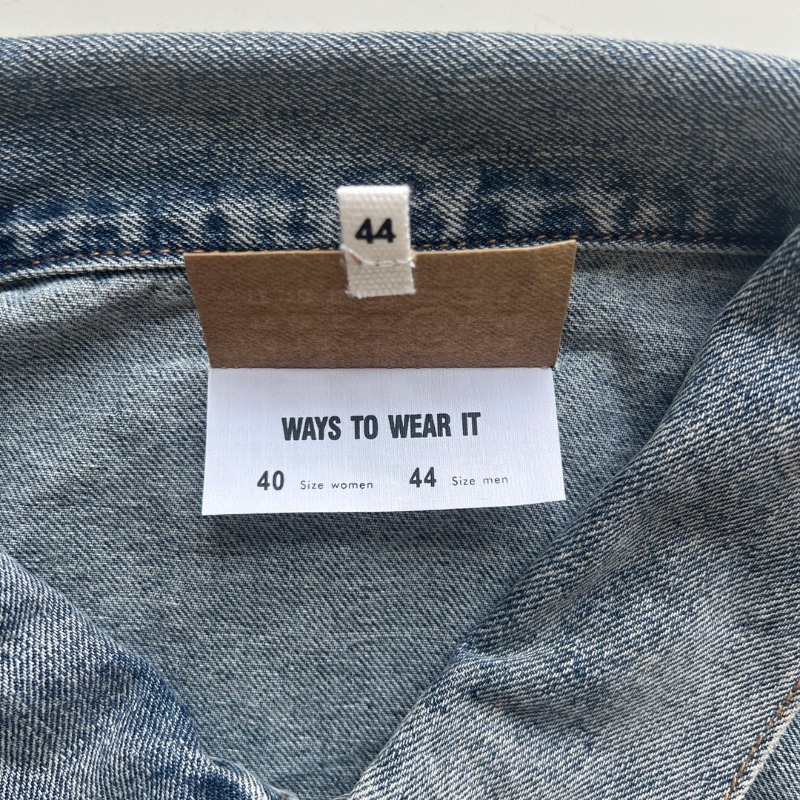 44
WAYS TO WEAR IT
40 Size women 44 Size men